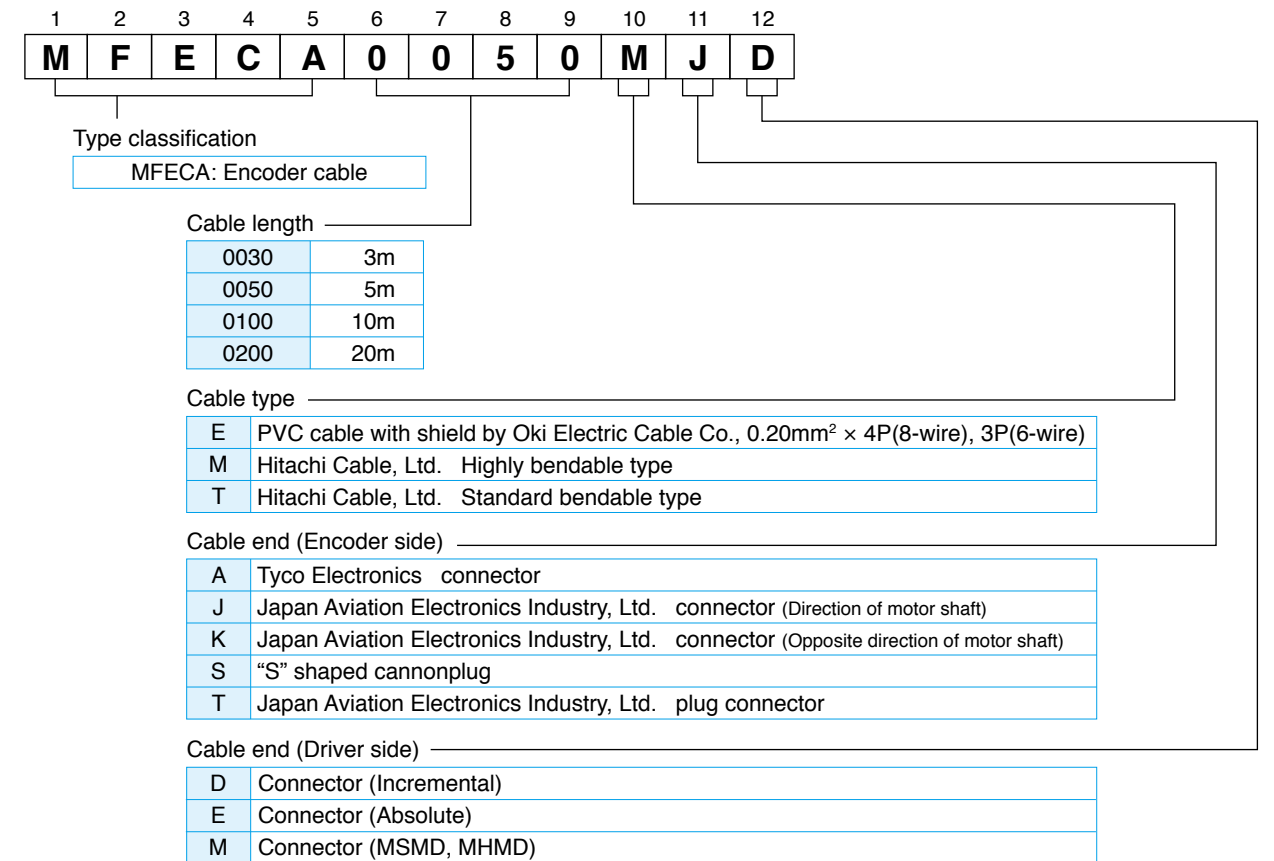 1 2 3 4 5 6 7 8 9 10 11 12
M F E C A 0 0 5 0 M J D
Type classification
MFECA: Encoder cable
Cable length
0030 3m
0050 5m
0100 10m
0200 20m
Cable type
E PVC cable with shield by Oki Electric Cable Co., 0.20mm² × 4P(8-wire), 3P(6-wire)
M Hitachi Cable, Ltd. Highly bendable type
T Hitachi Cable, Ltd. Standard bendable type
Cable end (Encoder side)
A Tyco Electronics connector
J Japan Aviation Electronics Industry, Ltd. connector (Direction of motor shaft)
K Japan Aviation Electronics Industry, Ltd. connector (Opposite direction of motor shaft)
S “S” shaped cannonplug
T Japan Aviation Electronics Industry, Ltd. plug connector
Cable end (Driver side)
D Connector (Incremental)
E Connector (Absolute)
M Connector (MSMD, MHMD)